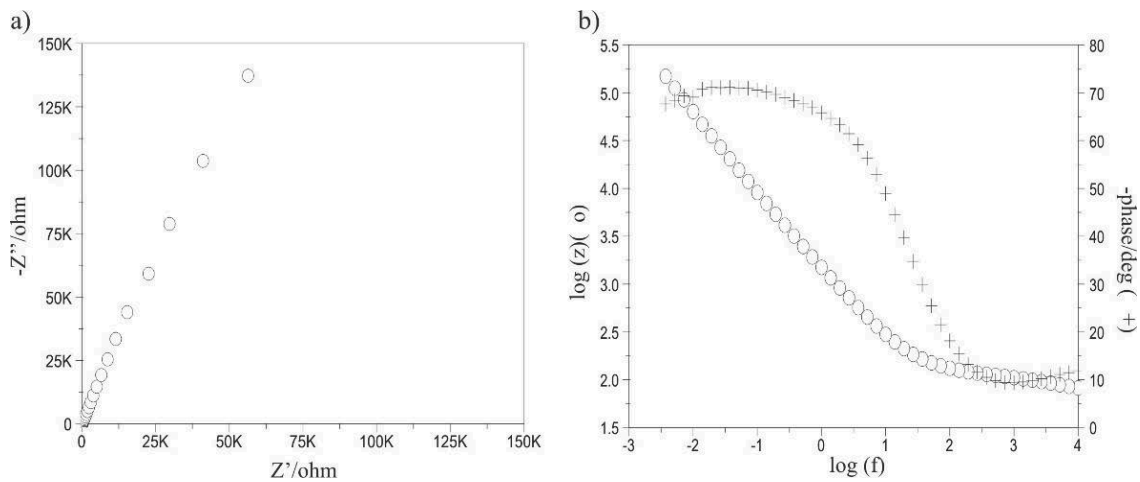 a)
150K
125K
100K
75K
50K
25K
0
-Z''/ohm
0 25K 50K 75K 100K 125K 150K
Z'/ohm
b)
5.5
5.0
4.5
4.0
3.5
3.0
2.5
2.0
1.5
log (z)( o)
80
70
60
50
40
30
20
10
0
-phase/deg ( +)
-3 -2 -1 0 1 2 3 4
log (f)